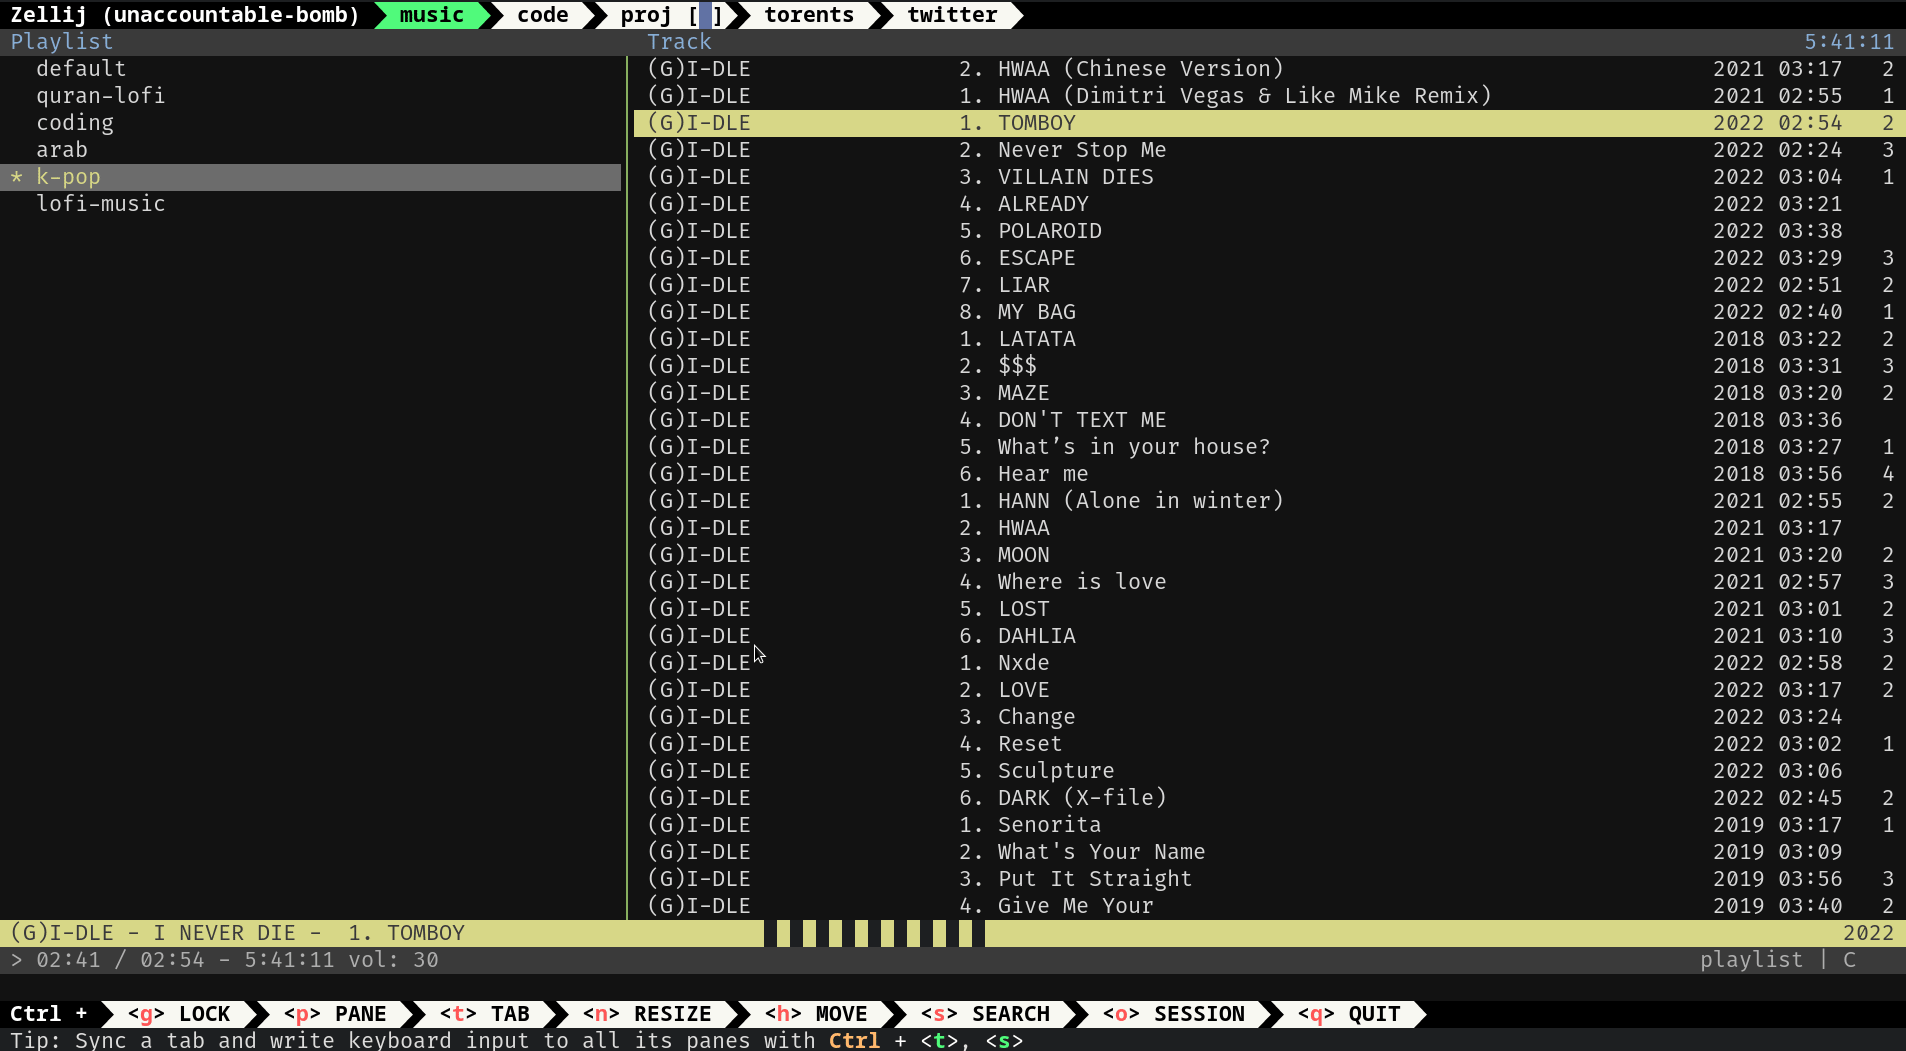 Zellij (unaccountable-bomb) music code proj [ ] torents twitter
Playlist Track 5:41:11
default (G)I-DLE 2. HWAA (Chinese Version) 2021 03:17 2
quran-lofi (G)I-DLE 1. HWAA (Dimitri Vegas & Like Mike Remix) 2021 02:55 1
coding (G)I-DLE 1. TOMBOY 2022 02:54 2
arab (G)I-DLE 2. Never Stop Me 2022 02:24 3
* k-pop (G)I-DLE 3. VILLAIN DIES 2022 03:04 1
lofi-music (G)I-DLE 4. ALREADY 2022 03:21
(G)I-DLE 5. POLAROID 2022 03:38
(G)I-DLE 6. ESCAPE 2022 03:29 3
(G)I-DLE 7. LIAR 2022 02:51 2
(G)I-DLE 8. MY BAG 2022 02:40 1
(G)I-DLE 1. LATATA 2018 03:22 2
(G)I-DLE 2. $$$ 2018 03:31 3
(G)I-DLE 3. MAZE 2018 03:20 2
(G)I-DLE 4. DON'T TEXT ME 2018 03:36
(G)I-DLE 5. What’s in your house? 2018 03:27 1
(G)I-DLE 6. Hear me 2018 03:56 4
(G)I-DLE 1. HANN (Alone in winter) 2021 02:55 2
(G)I-DLE 2. HWAA 2021 03:17
(G)I-DLE 3. MOON 2021 03:20 2
(G)I-DLE 4. Where is love 2021 02:57 3
(G)I-DLE 5. LOST 2021 03:01 2
(G)I-DLE 6. DAHLIA 2021 03:10 3
(G)I-DLE 1. Nxde 2022 02:58 2
(G)I-DLE 2. LOVE 2022 03:17 2
(G)I-DLE 3. Change 2022 03:24
(G)I-DLE 4. Reset 2022 03:02 1
(G)I-DLE 5. Sculpture 2022 03:06
(G)I-DLE 6. DARK (X-file) 2022 02:45 2
(G)I-DLE 1. Senorita 2019 03:17 1
(G)I-DLE 2. What's Your Name 2019 03:09
(G)I-DLE 3. Put It Straight 2019 03:56 3
(G)I-DLE 4. Give Me Your 2019 03:40 2
(G)I-DLE - I NEVER DIE - 1. TOMBOY 2022
> 02:41 / 02:54 - 5:41:11 vol: 30 playlist | C
Ctrl + <g> LOCK <p> PANE <t> TAB <n> RESIZE <h> MOVE <s> SEARCH <o> SESSION <q> QUIT
Tip: Sync a tab and write keyboard input to all its panes with Ctrl + <t>, <s>